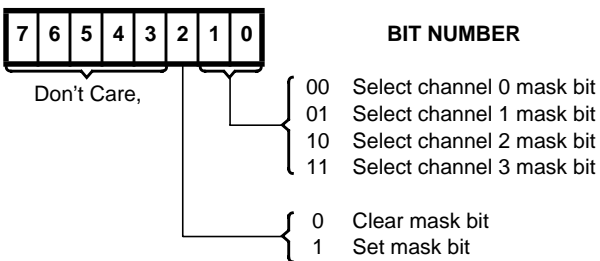 7 6 5 4 3 2 1 0 BIT NUMBER
Don't Care,
00 Select channel 0 mask bit
01 Select channel 1 mask bit
10 Select channel 2 mask bit
11 Select channel 3 mask bit
0 Clear mask bit
1 Set mask bit